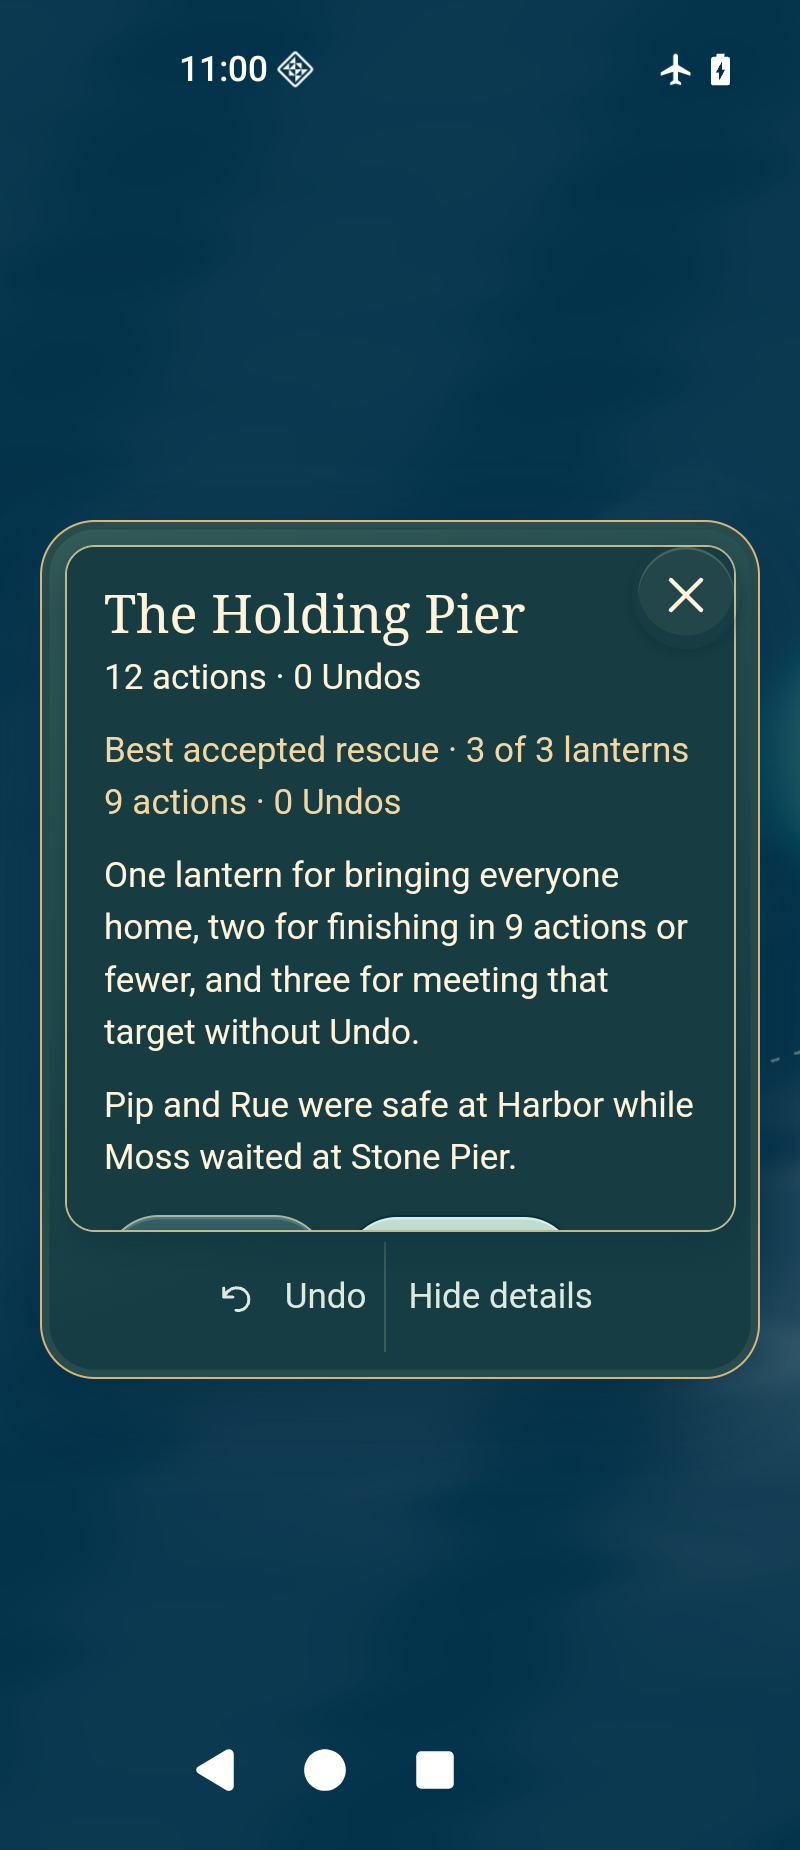 11:00
The Holding Pier
12 actions · 0 Undos
Best accepted rescue · 3 of 3 lanterns
9 actions · 0 Undos
One lantern for bringing everyone
home, two for finishing in 9 actions or
fewer, and three for meeting that
target without Undo.
Pip and Rue were safe at Harbor while
Moss waited at Stone Pier.
Undo
Hide details